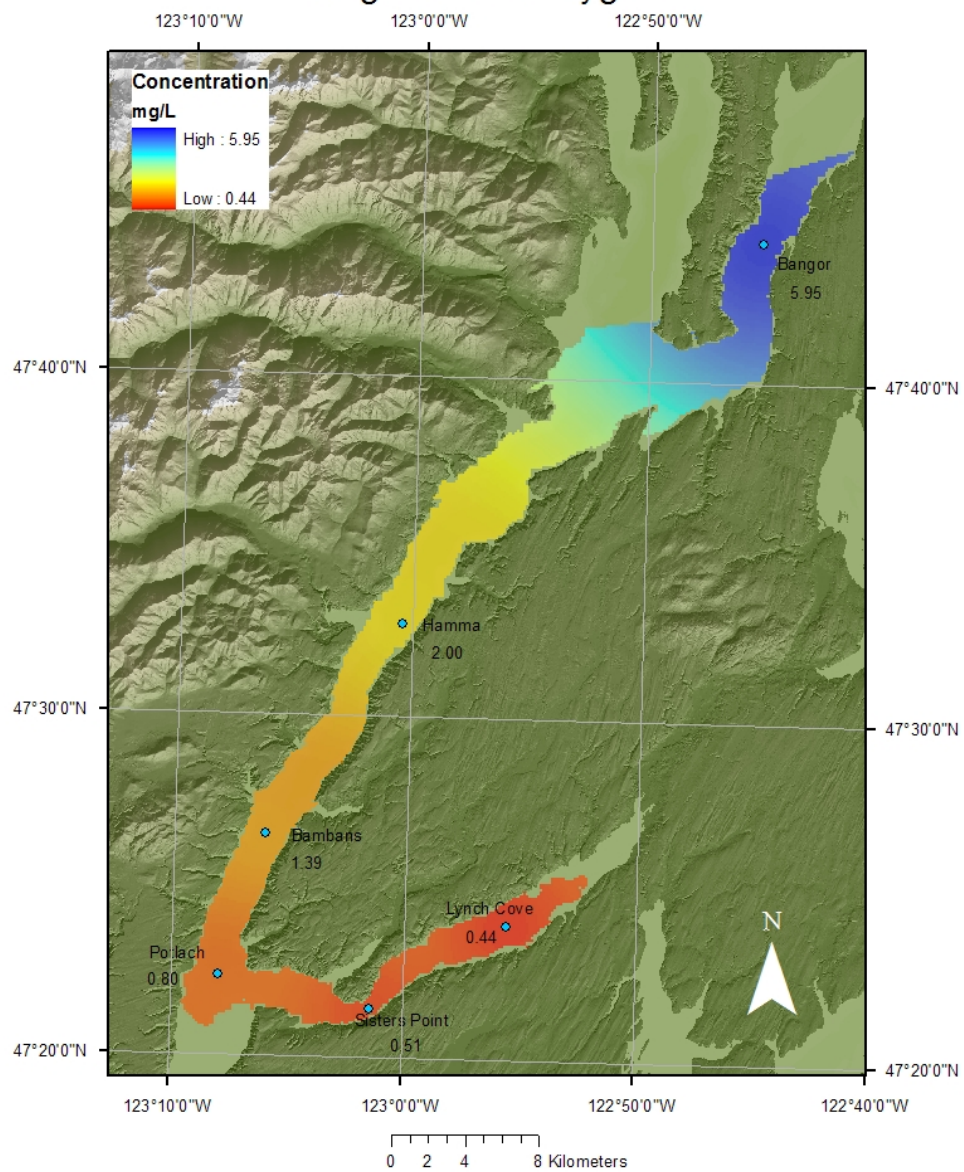 123°10'0"W 123°0'0"W 122°50'0"W
Concentration
mg/L
High : 5.95
Low : 0.44
Bangor
5.95
47°40'0"N
47°40'0"N
Hamma
2.00
47°30'0"N
47°30'0"N
Bambans
1.39
Lynch Cove
0.44
N
Potlach
0.80
Sisters Point
0.51
47°20'0"N
47°20'0"N
123°10'0"W 123°0'0"W 122°50'0"W 122°40'0"W
0 2 4 8 Kilometers